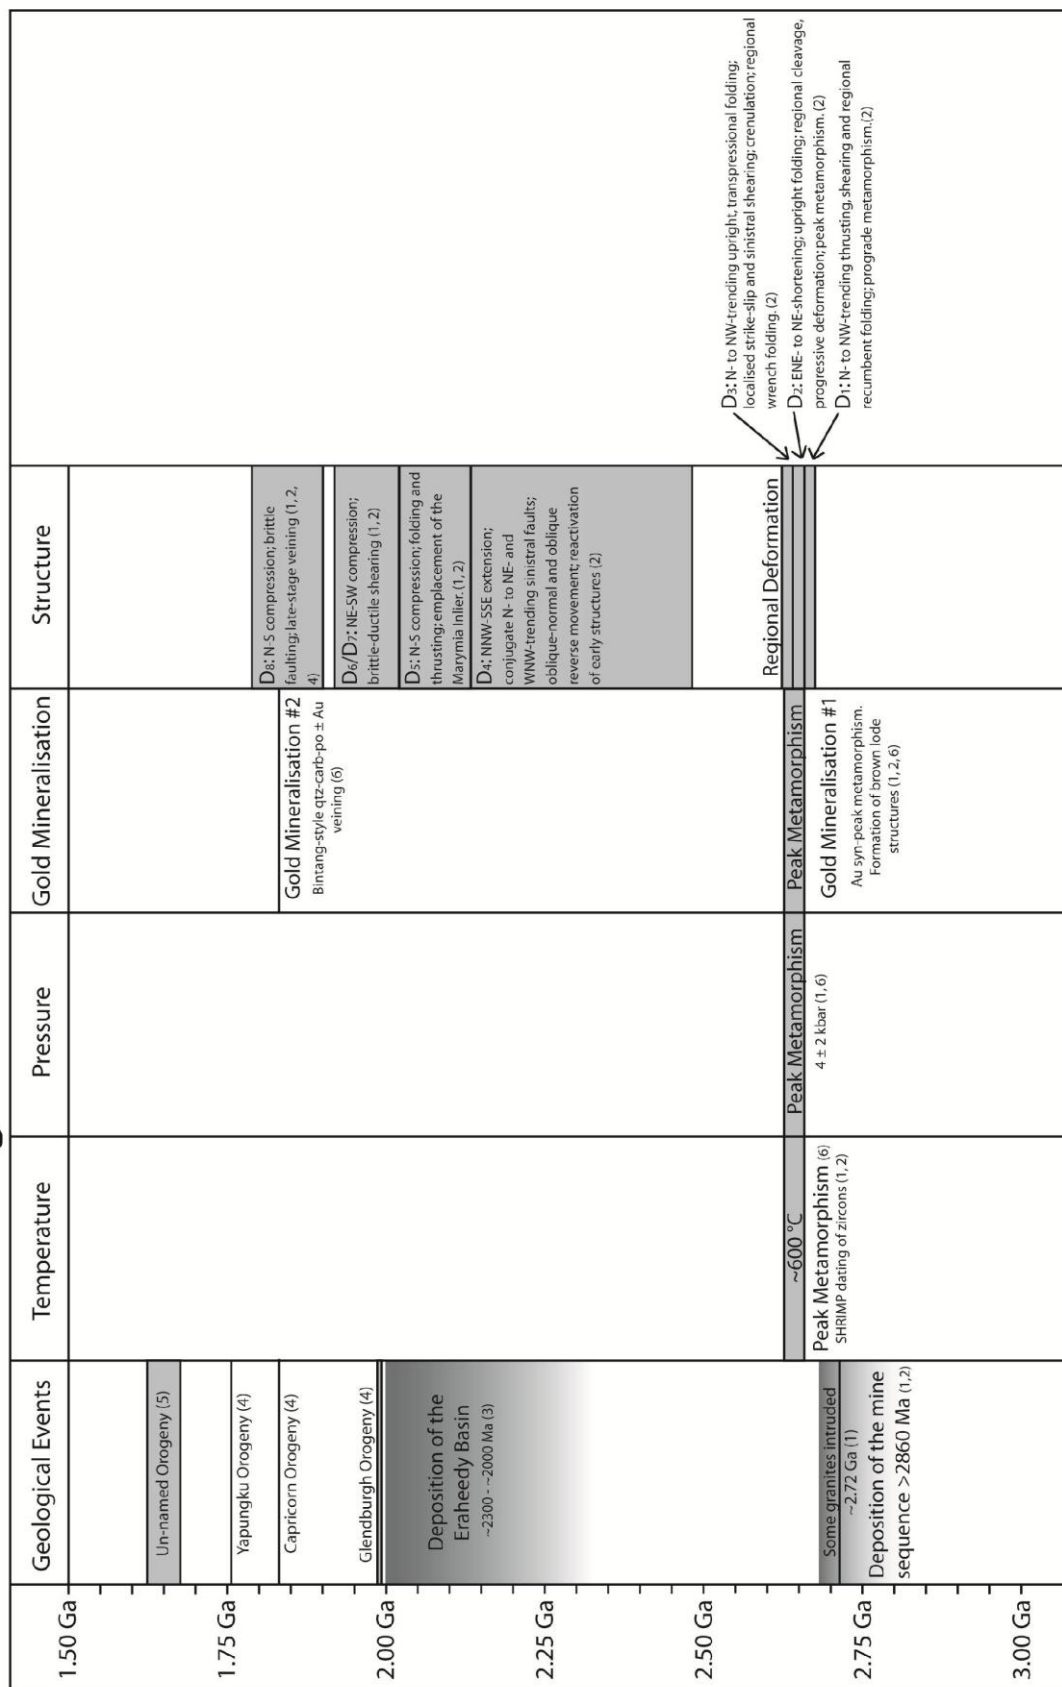 Geological Events
Temperature
Pressure
Gold Mineralisation
Structure
1.50 Ga
1.75 Ga
2.00 Ga
2.25 Ga
2.50 Ga
2.75 Ga
3.00 Ga
Un-named Orogeny (5)
Yapungku Orogeny (4)
Capricorn Orogeny (4)
Glendburgh Orogeny (4)
Deposition of the
Eraheedy Basin
~2300 - ~2000 Ma (3)
Some granites intruded
~2.72 Ga (1)
Deposition of the mine
sequence >2860 Ma (1,2)
~600 °C
Peak Metamorphism (6)
SHRIMP dating of zircons (1, 2)
Peak Metamorphism
4 ± 2 kbar (1, 6)
Gold Mineralisation #2
Bintang-style qtz-carb-po ± Au
veining (6)
Peak Metamorphism
Gold Mineralisation #1
Au syn-peak metamorphism.
Formation of brown lode
structures (1, 2, 6)
D8: N-S compression; brittle
faulting; late-stage veining (1, 2,
4)
D6/D7: NE-SW compression;
brittle-ductile shearing (1, 2)
D5: N-S compression; folding and
thrusting; emplacement of the
Marymia Inlier. (1, 2)
D4: NNW-SSE extension;
conjugate N- to NE- and
WNW-trending sinistral faults;
oblique-normal and oblique
reverse movement; reactivation
of early structures (2)
Regional Deformation
D3: N- to NW-trending upright, transpressional folding;
localised strike-slip and sinistral shearing; crenulation; regional
wrench folding. (2)
D2: ENE- to NE-shortening; upright folding; regional cleavage,
progressive deformation; peak metamorphism. (2)
D1: N- to NW-trending thrusting, shearing and regional
recumbent folding; prograde metamorphism. (2)